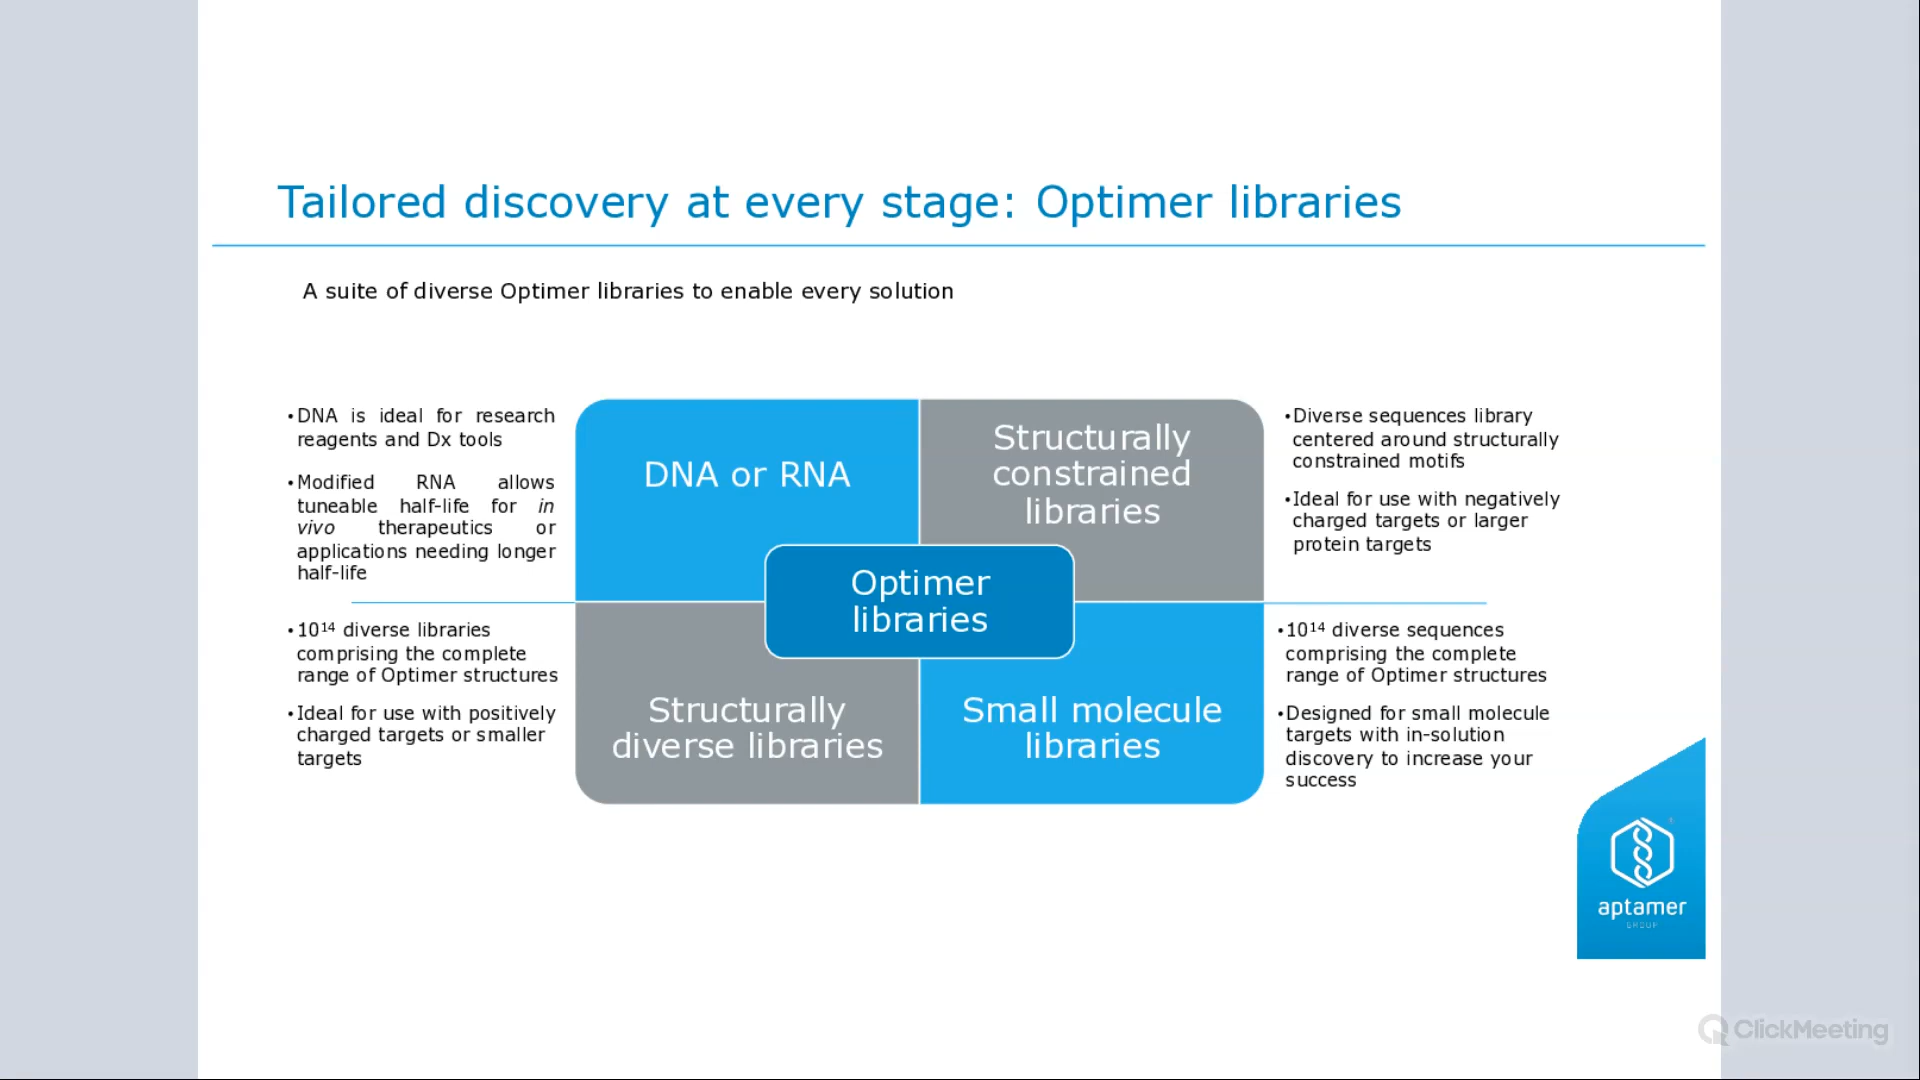 Tailored discovery at every stage: Optimer libraries
A suite of diverse Optimer libraries to enable every solution
•DNA is ideal for research
reagents and Dx tools
•Modified RNA allows
tuneable half-life for in
vivo therapeutics or
applications needing longer
half-life
DNA or RNA
Structurally
constrained
libraries
•Diverse sequences library
centered around structurally
constrained motifs
•Ideal for use with negatively
charged targets or larger
protein targets
Optimer
libraries
•10¹⁴ diverse libraries
comprising the complete
range of Optimer structures
•Ideal for use with positively
charged targets or smaller
targets
Structurally
diverse libraries
Small molecule
libraries
•10¹⁴ diverse sequences
comprising the complete
range of Optimer structures
•Designed for small molecule
targets with in-solution
discovery to increase your
success
aptamer
GROUP
ClickMeeting